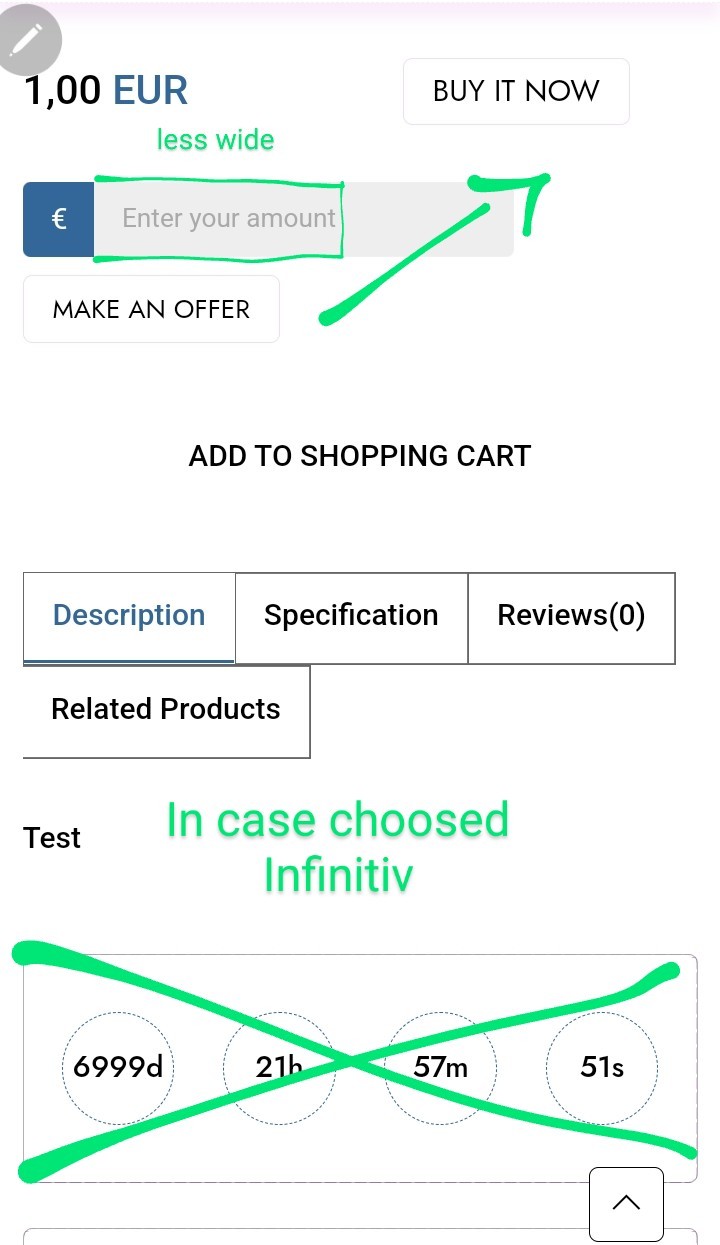 1,00 EUR BUY IT NOW
less wide
€ Enter your amount
MAKE AN OFFER
ADD TO SHOPPING CART
Description Specification Reviews(0)
Related Products
In case choosed
Test
Infinitiv
6999d 21h 57m 51s